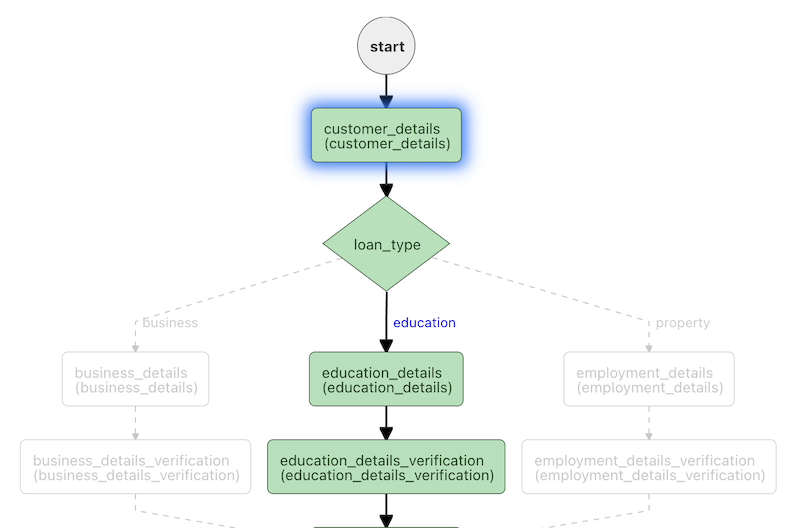 start
customer_details
(customer_details)
loan_type
business
education
property
business_details
(business_details)
education_details
(education_details)
employment_details
(employment_details)
business_details_verification
(business_details_verification)
education_details_verification
(education_details_verification)
employment_details_verification
(employment_details_verification)